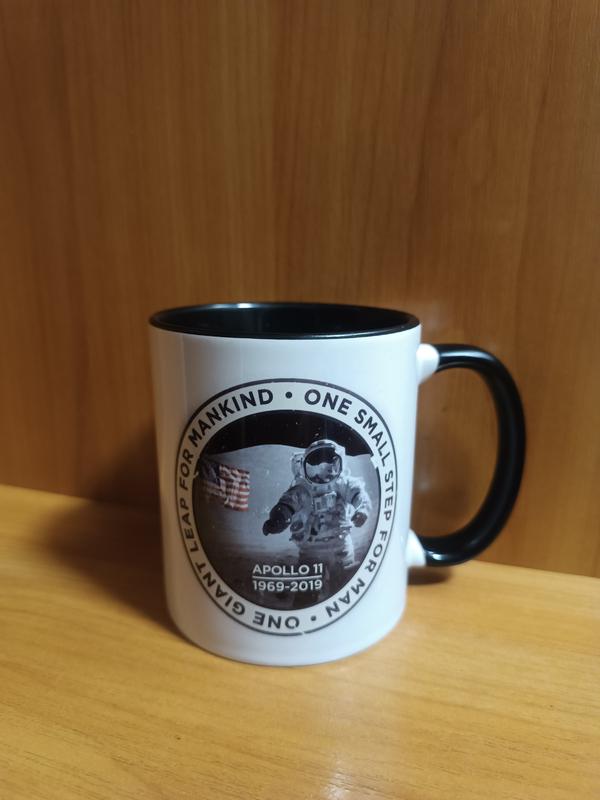 ONE SMALL STEP FOR MAN • ONE GIANT LEAP FOR MANKIND •
APOLLO 11
1969-2019